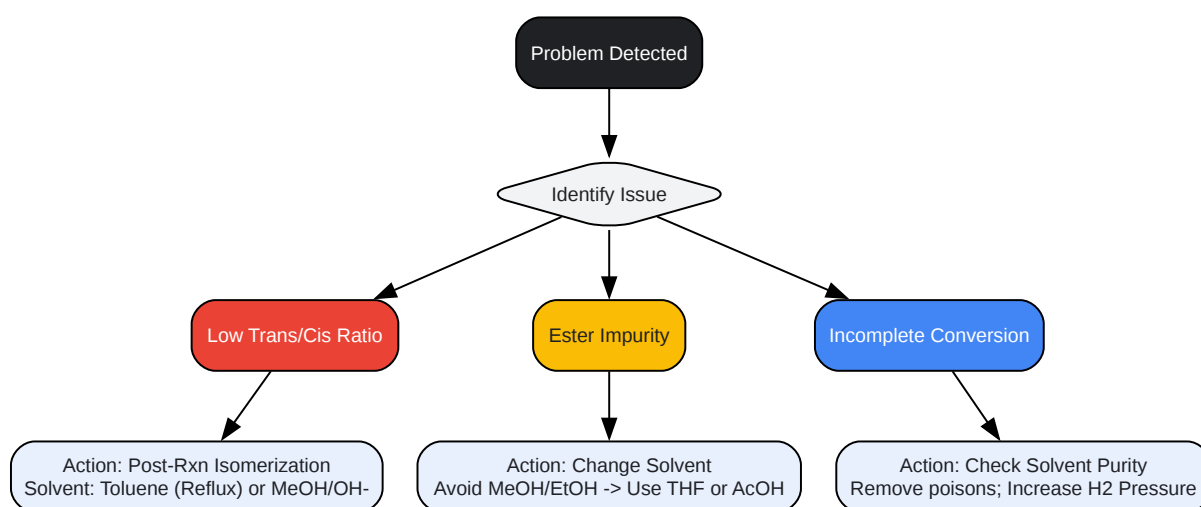 Problem Detected
Identify Issue
Low Trans/Cis Ratio
Ester Impurity
Incomplete Conversion
Action: Post-Rxn Isomerization
Solvent: Toluene (Reflux) or MeOH/OH-
Action: Change Solvent
Avoid MeOH/EtOH -> Use THF or AcOH
Action: Check Solvent Purity
Remove poisons; Increase H2 Pressure